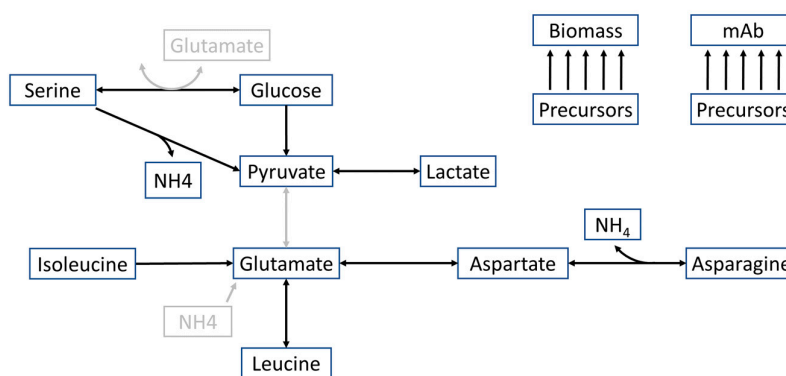 Biomass
mAb
Glutamate
Serine
Glucose
Precursors
Precursors
NH4
Pyruvate
Lactate
NH₄
Isoleucine
Glutamate
Aspartate
Asparagine
NH4
Leucine